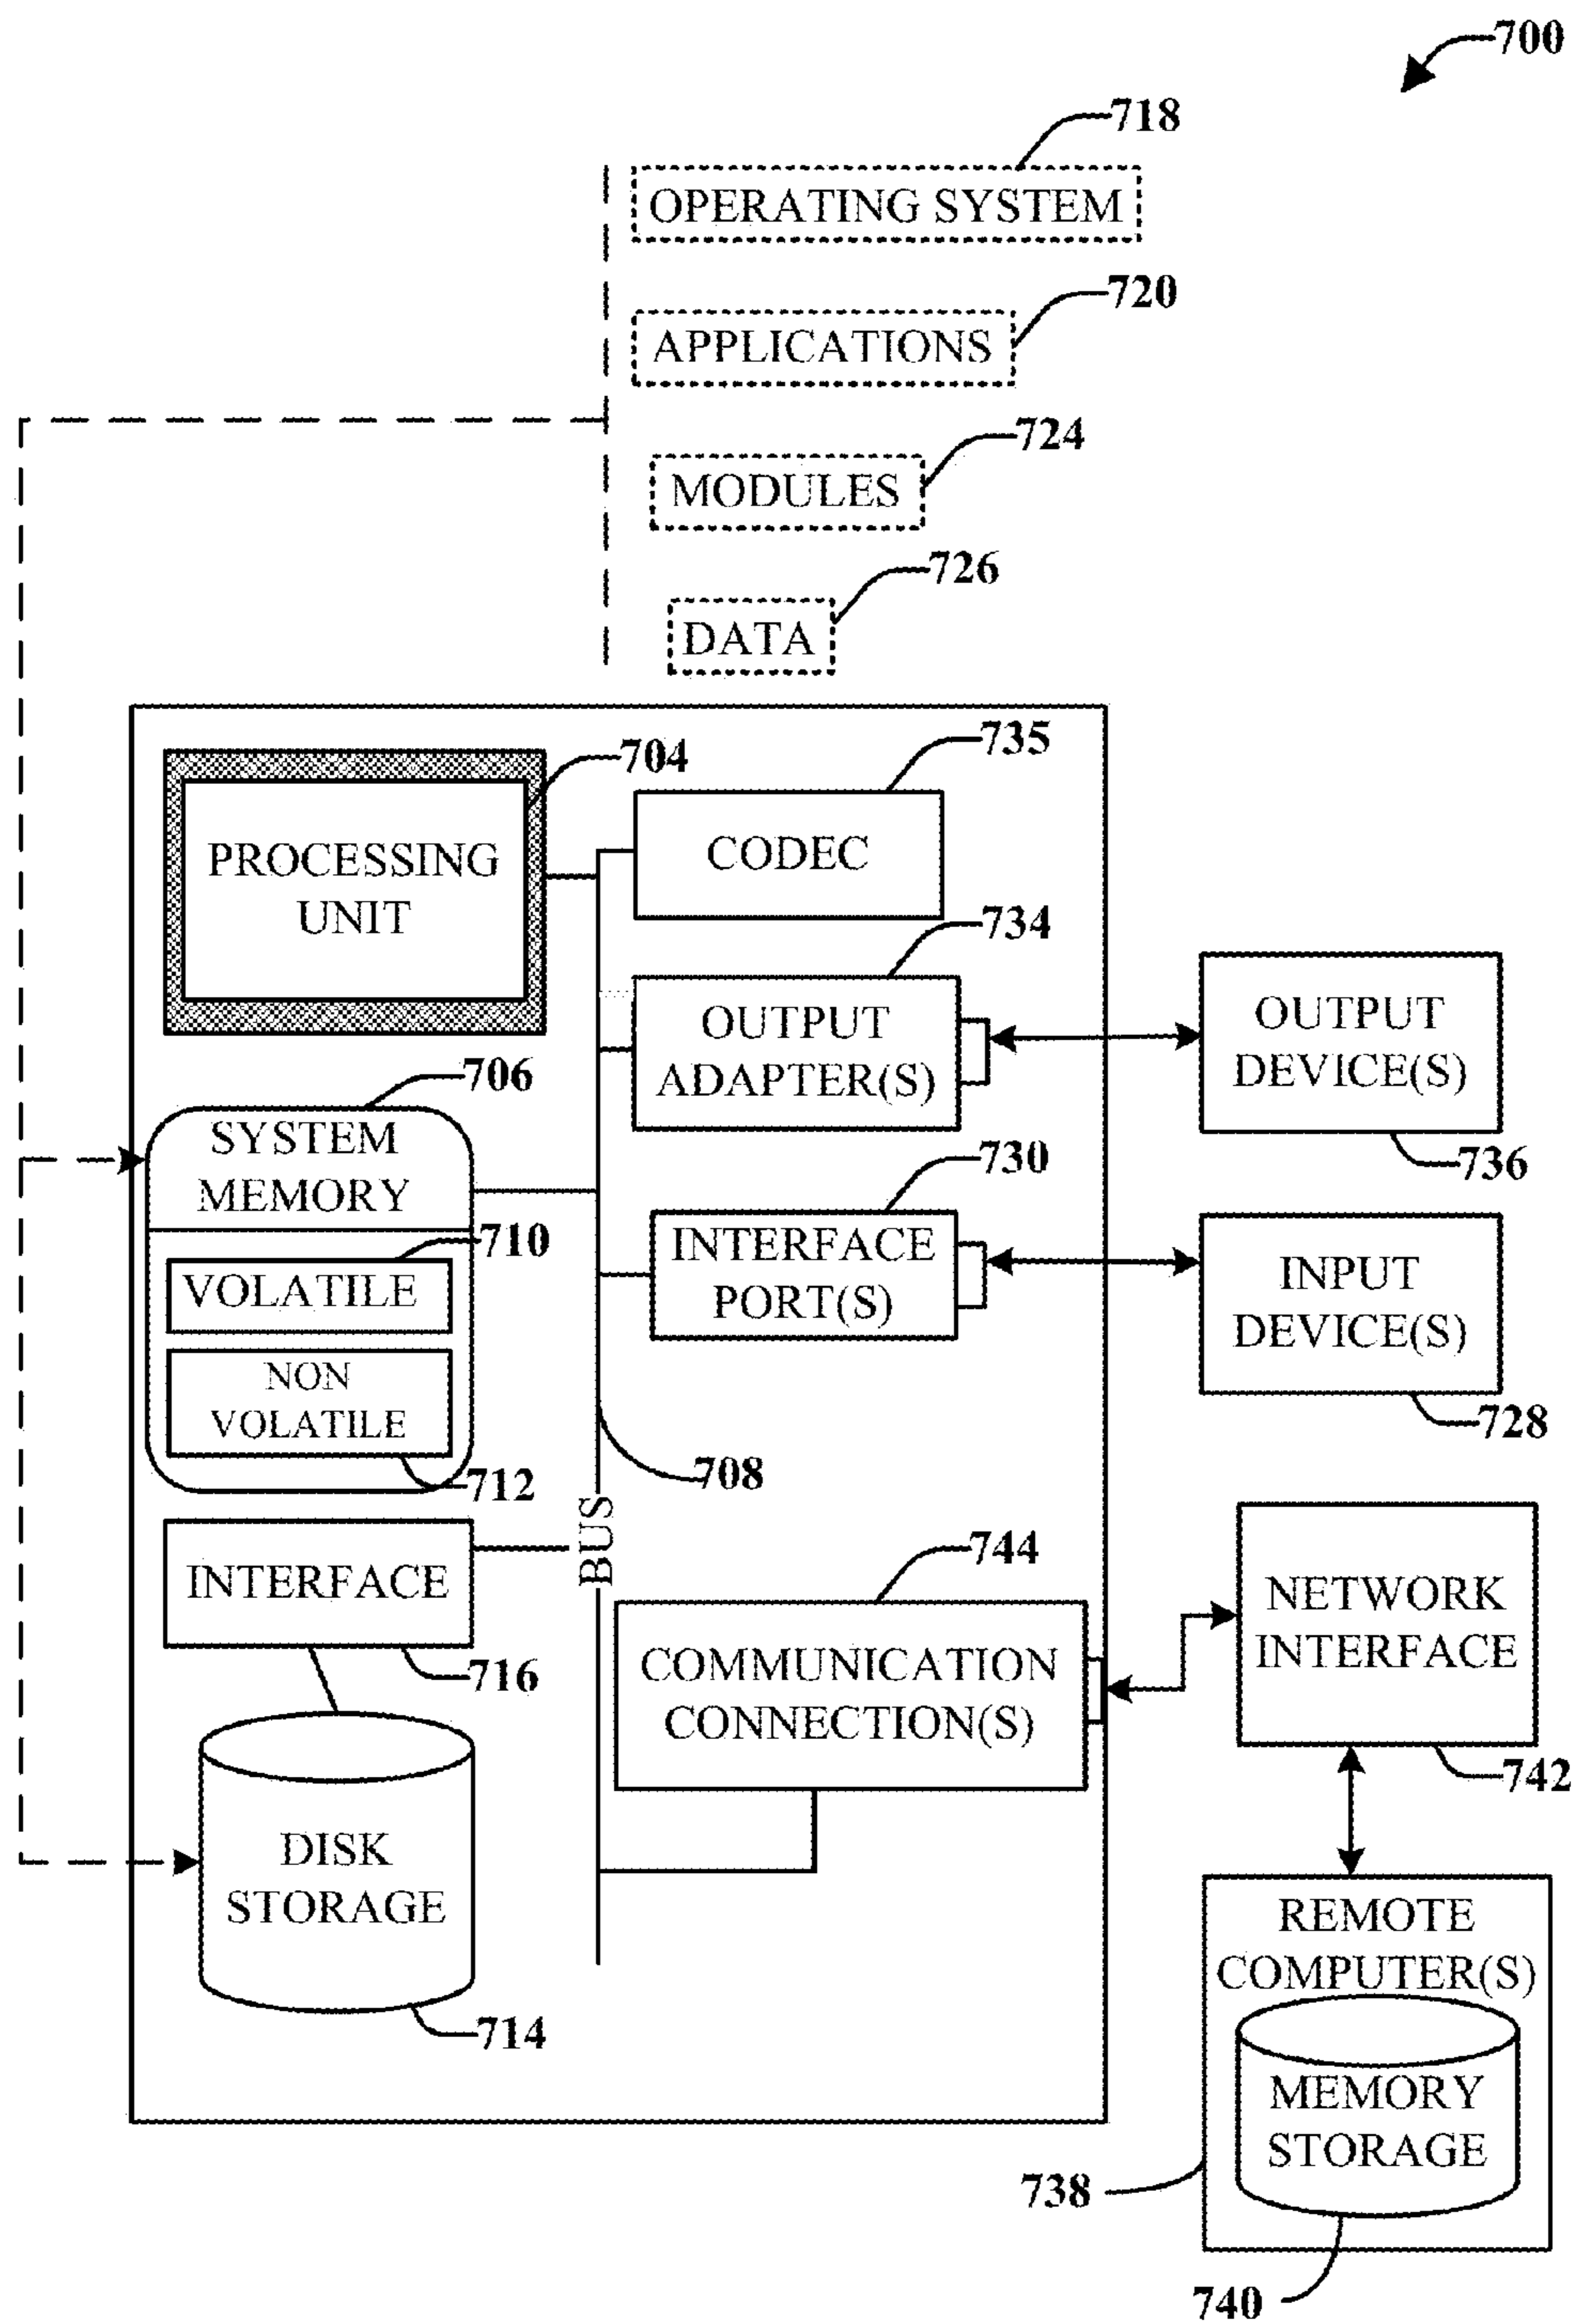 700
718
OPERATING SYSTEM
720
APPLICATIONS
724
MODULES
726
DATA
704
PROCESSING
UNIT
735
CODEC
734
OUTPUT
ADAPTER(S)
OUTPUT
DEVICE(S)
736
706
SYSTEM
MEMORY
710
VOLATILE
NON
VOLATILE
712
730
INTERFACE
PORT(S)
INPUT
DEVICE(S)
728
708
BUS
INTERFACE
716
744
COMMUNICATION
CONNECTION(S)
NETWORK
INTERFACE
742
DISK
STORAGE
714
REMOTE
COMPUTER(S)
MEMORY
STORAGE
738
740